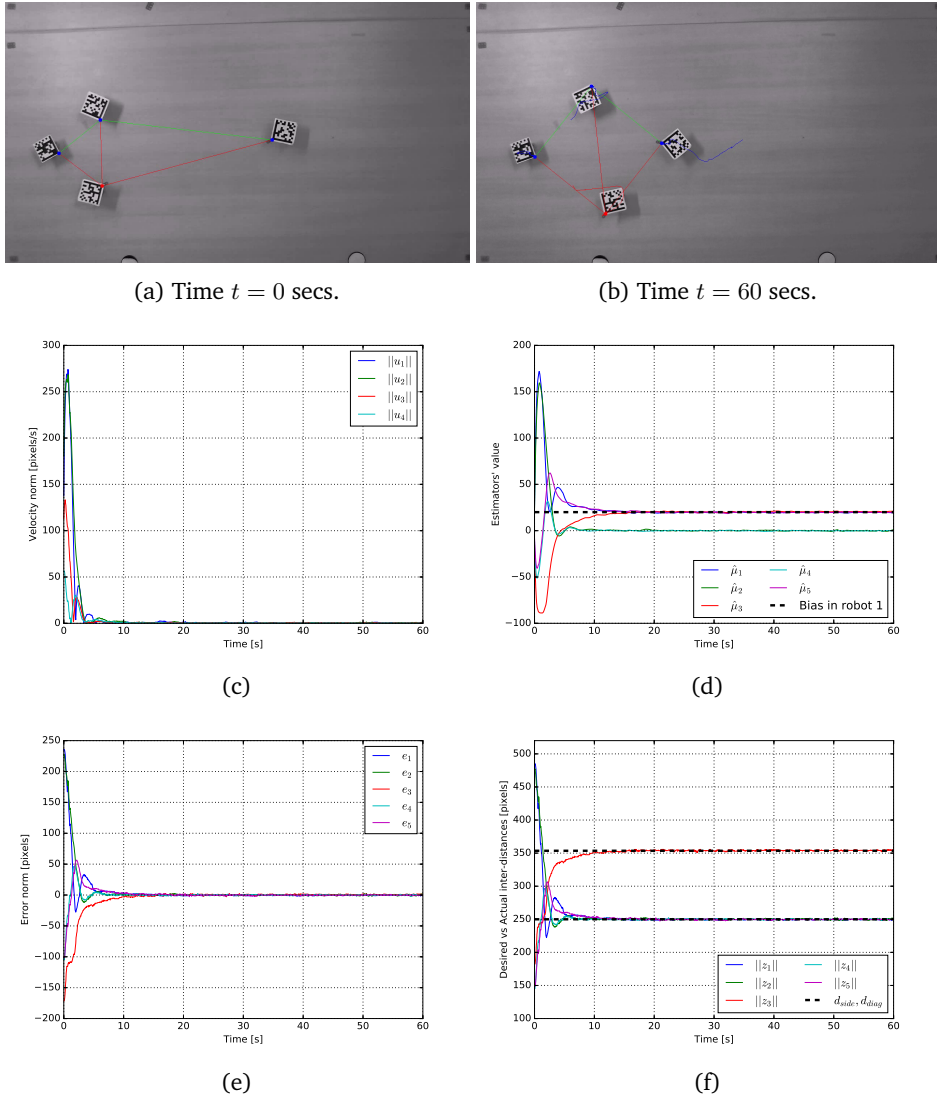 (a) Time t = 0 secs.
(b) Time t = 60 secs.
300
250
200
150
100
50
0
0 10 20 30 40 50 60
Velocity norm [pixels/s]
Time [s]
||u₁||
||u₂||
||u₃||
||u₄||
(c)
200
150
100
50
0
−50
−100
0 10 20 30 40 50 60
Estimators' value
Time [s]
μ̂₁ μ̂₄
μ̂₂ μ̂₅
μ̂₃ Bias in robot 1
(d)
250
200
150
100
50
0
−50
−100
−150
−200
0 10 20 30 40 50 60
Error norm [pixels]
Time [s]
e₁
e₂
e₃
e₄
e₅
(e)
500
450
400
350
300
250
200
150
100
0 10 20 30 40 50 60
Desired vs Actual inter-distances [pixels]
Time [s]
||z₁|| ||z₄||
||z₂|| ||z₅||
||z₃|| d_side, d_diag
(f)